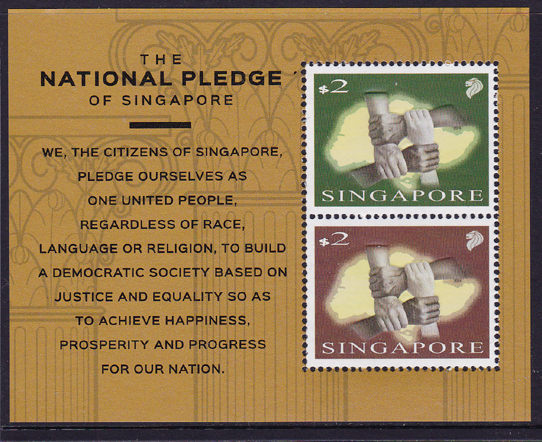 THE
NATIONAL PLEDGE
OF SINGAPORE
WE, THE CITIZENS OF SINGAPORE,
PLEDGE OURSELVES AS
ONE UNITED PEOPLE,
REGARDLESS OF RACE,
LANGUAGE OR RELIGION, TO BUILD
A DEMOCRATIC SOCIETY BASED ON
JUSTICE AND EQUALITY SO AS
TO ACHIEVE HAPPINESS,
PROSPERITY AND PROGRESS
FOR OUR NATION.
$2
SINGAPORE
$2
SINGAPORE